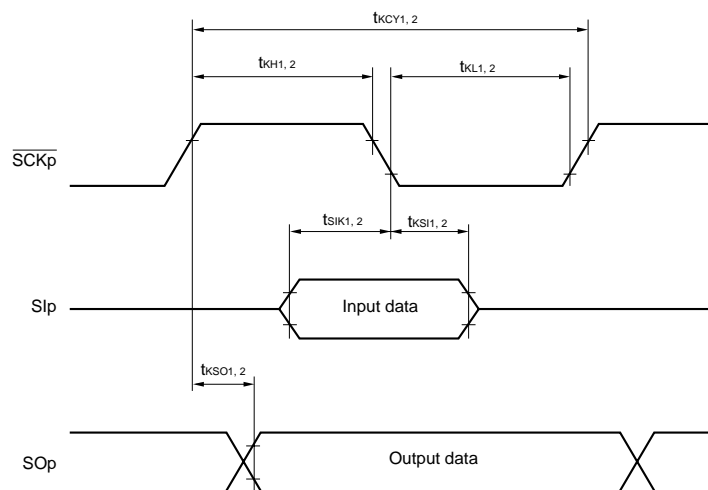 tKCY1, 2
tKH1, 2
tKL1, 2
SCKp
tSIK1, 2
tKSI1, 2
SIp
Input data
tKSO1, 2
SOp
Output data